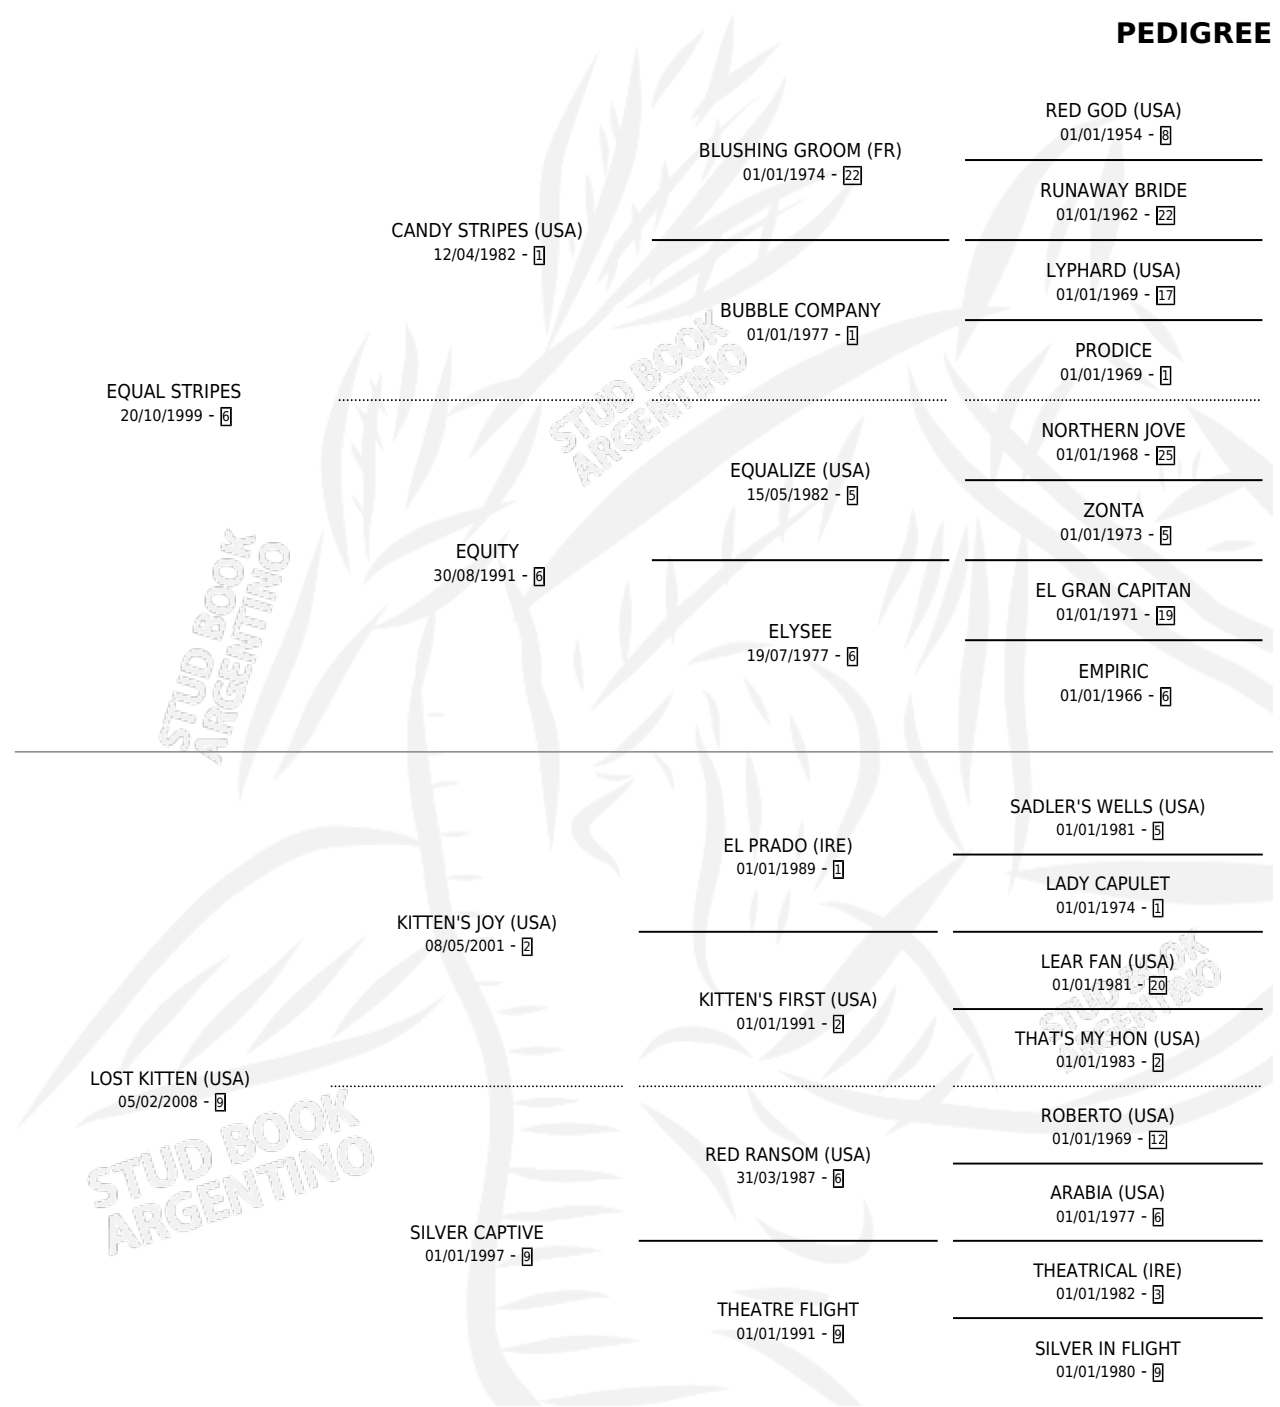 PEDIGREE
RED GOD (USA)
01/01/1954 - 8
BLUSHING GROOM (FR)
01/01/1974 - 22
RUNAWAY BRIDE
01/01/1962 - 22
CANDY STRIPES (USA)
12/04/1982 - 1
LYPHARD (USA)
01/01/1969 - 17
BUBBLE COMPANY
01/01/1977 - 1
PRODICE
01/01/1969 - 1
EQUAL STRIPES
20/10/1999 - 6
NORTHERN JOVE
01/01/1968 - 25
EQUALIZE (USA)
15/05/1982 - 5
ZONTA
01/01/1973 - 5
EQUITY
30/08/1991 - 6
EL GRAN CAPITAN
01/01/1971 - 19
ELYSEE
19/07/1977 - 6
EMPIRIC
01/01/1966 - 6
SADLER'S WELLS (USA)
01/01/1981 - 5
EL PRADO (IRE)
01/01/1989 - 1
LADY CAPULET
01/01/1974 - 1
KITTEN'S JOY (USA)
08/05/2001 - 2
LEAR FAN (USA)
01/01/1981 - 20
KITTEN'S FIRST (USA)
01/01/1991 - 2
THAT'S MY HON (USA)
01/01/1983 - 2
LOST KITTEN (USA)
05/02/2008 - 9
ROBERTO (USA)
01/01/1969 - 12
RED RANSOM (USA)
31/03/1987 - 6
ARABIA (USA)
01/01/1977 - 6
SILVER CAPTIVE
01/01/1997 - 9
THEATRICAL (IRE)
01/01/1982 - 3
THEATRE FLIGHT
01/01/1991 - 9
SILVER IN FLIGHT
01/01/1980 - 9
STUD BOOK
ARGENTINO
STUD BOOK
ARGENTINO
STUD BOOK
ARGENTINO
STUD BOOK
ARGENTINO